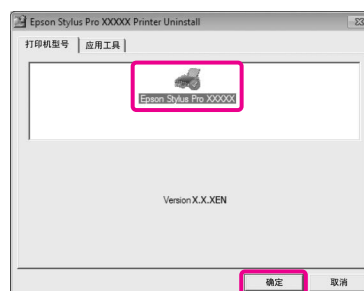 Epson Stylus Pro XXXXX Printer Uninstall
打印机型号 应用工具
Epson Stylus Pro XXXXX
Version X.X.XEN
确定 取消